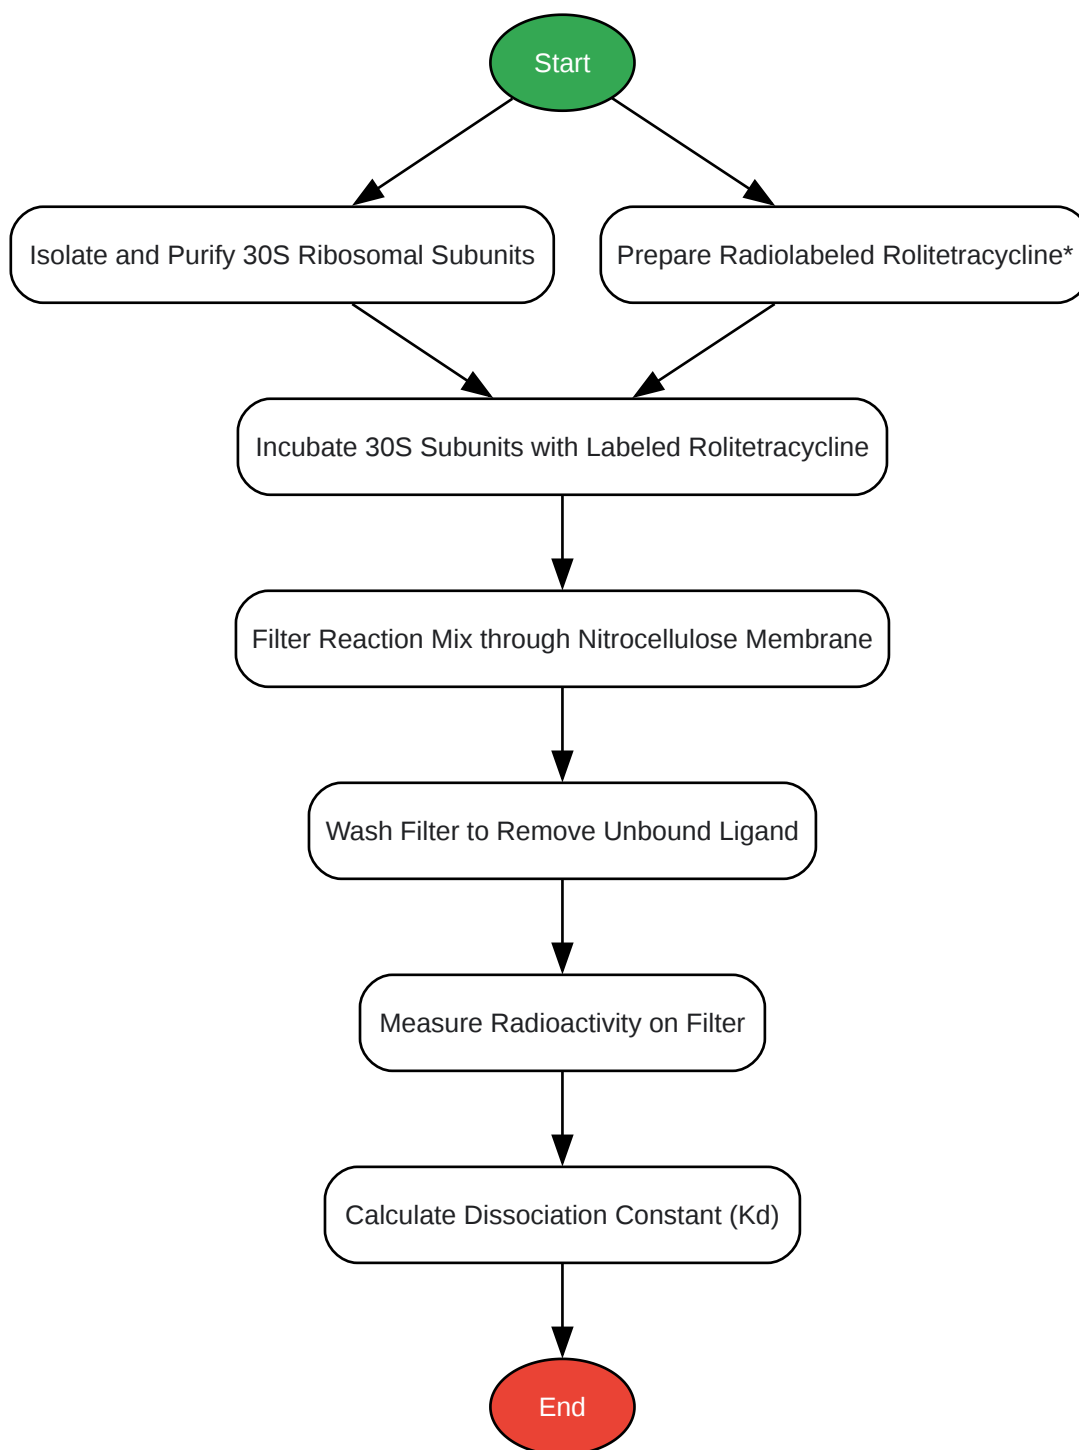 Start
Isolate and Purify 30S Ribosomal Subunits
Prepare Radiolabeled Rolitetracycline*
Incubate 30S Subunits with Labeled Rolitetracycline
Filter Reaction Mix through Nitrocellulose Membrane
Wash Filter to Remove Unbound Ligand
Measure Radioactivity on Filter
Calculate Dissociation Constant (Kd)
End